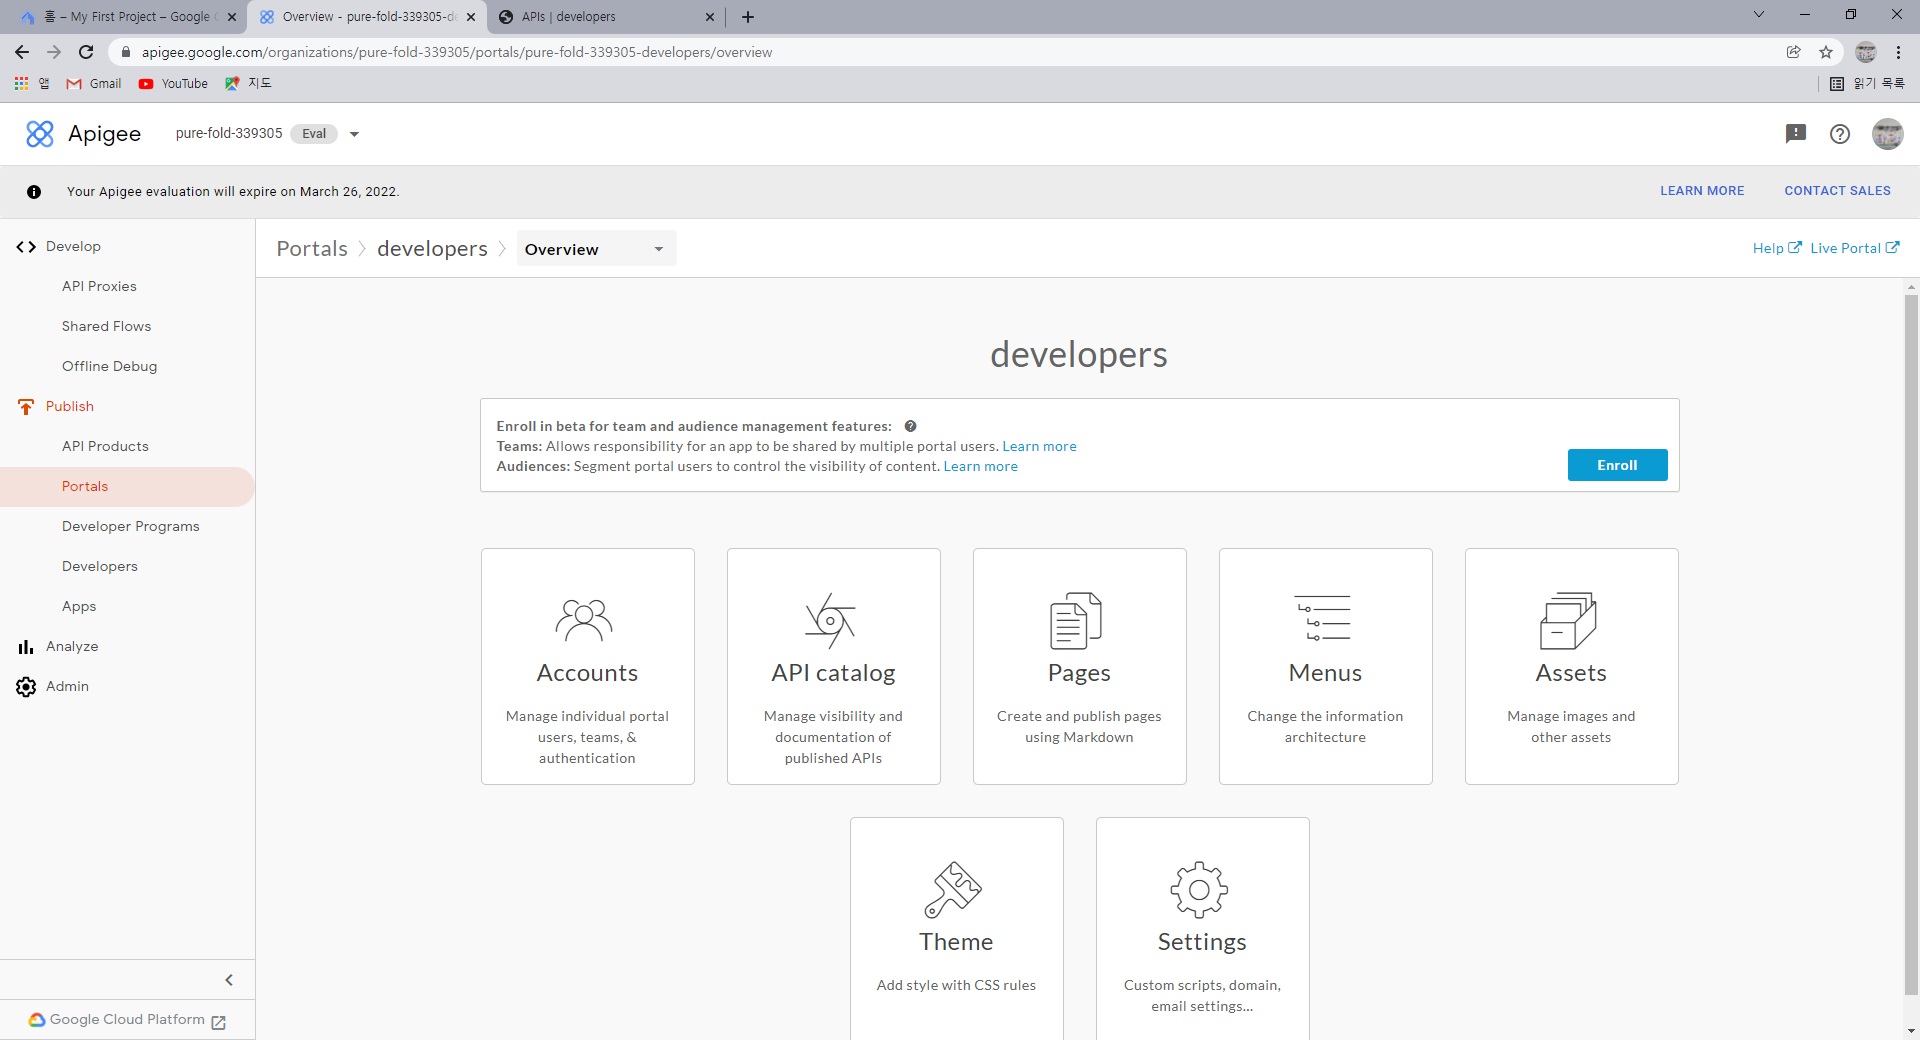 홈 – My First Project – Google C
Overview - pure-fold-339305-de
APIs | developers
apigee.google.com/organizations/pure-fold-339305/portals/pure-fold-339305-developers/overview
앱
Gmail
YouTube
지도
읽기 목록
Apigee
pure-fold-339305
Eval
Your Apigee evaluation will expire on March 26, 2022.
LEARN MORE
CONTACT SALES
Develop
API Proxies
Shared Flows
Offline Debug
Publish
API Products
Portals
Developer Programs
Developers
Apps
Analyze
Admin
Google Cloud Platform
Portals
developers
Overview
Help
Live Portal
developers
Enroll in beta for team and audience management features:
Teams: Allows responsibility for an app to be shared by multiple portal users. Learn more
Audiences: Segment portal users to control the visibility of content. Learn more
Enroll
Accounts
Manage individual portal
users, teams, &
authentication
API catalog
Manage visibility and
documentation of
published APIs
Pages
Create and publish pages
using Markdown
Menus
Change the information
architecture
Assets
Manage images and
other assets
Theme
Add style with CSS rules
Settings
Custom scripts, domain,
email settings...